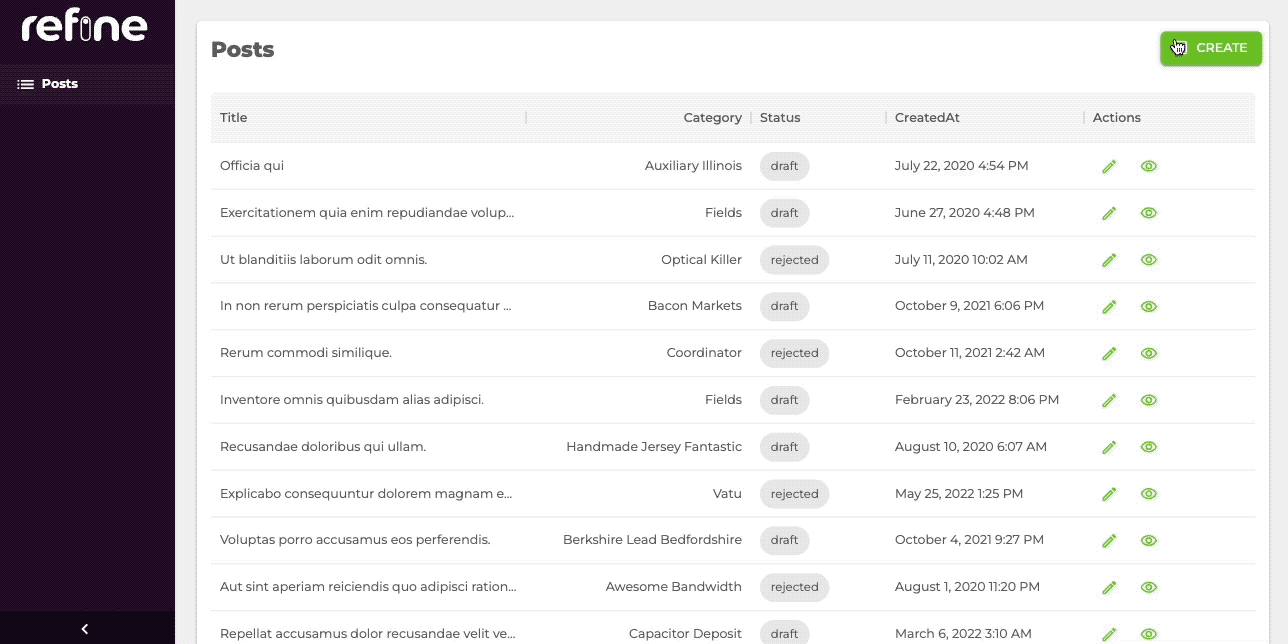 refine
Posts
Posts
CREATE
Title Category Status CreatedAt Actions
Officia qui Auxiliary Illinois draft July 22, 2020 4:54 PM
Exercitationem quia enim repudiandae volup... Fields draft June 27, 2020 4:48 PM
Ut blanditiis laborum odit omnis. Optical Killer rejected July 11, 2020 10:02 AM
In non rerum perspiciatis culpa consequatur ... Bacon Markets draft October 9, 2021 6:06 PM
Rerum commodi similique. Coordinator rejected October 11, 2021 2:42 AM
Inventore omnis quibusdam alias adipisci. Fields draft February 23, 2022 8:06 PM
Recusandae doloribus qui ullam. Handmade Jersey Fantastic draft August 10, 2020 6:07 AM
Explicabo consequuntur dolorem magnam e... Vatu rejected May 25, 2022 1:25 PM
Voluptas porro accusamus eos perferendis. Berkshire Lead Bedfordshire draft October 4, 2021 9:27 PM
Aut sint aperiam reiciendis quo adipisci ration... Awesome Bandwidth rejected August 1, 2020 11:20 PM
Repellat accusamus dolor recusandae velit ve... Capacitor Deposit draft March 6, 2022 3:10 AM